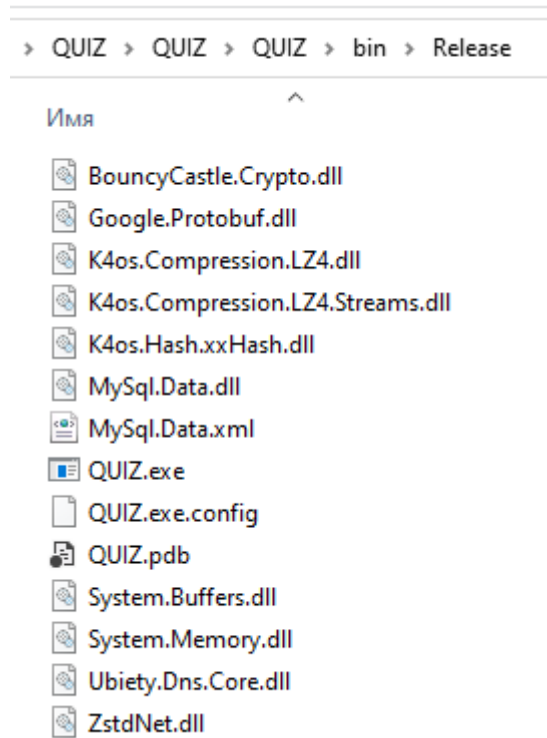 > QUIZ > QUIZ > QUIZ > bin > Release
Имя
BouncyCastle.Crypto.dll
Google.Protobuf.dll
K4os.Compression.LZ4.dll
K4os.Compression.LZ4.Streams.dll
K4os.Hash.xxHash.dll
MySql.Data.dll
MySql.Data.xml
QUIZ.exe
QUIZ.exe.config
QUIZ.pdb
System.Buffers.dll
System.Memory.dll
Ubiety.Dns.Core.dll
ZstdNet.dll